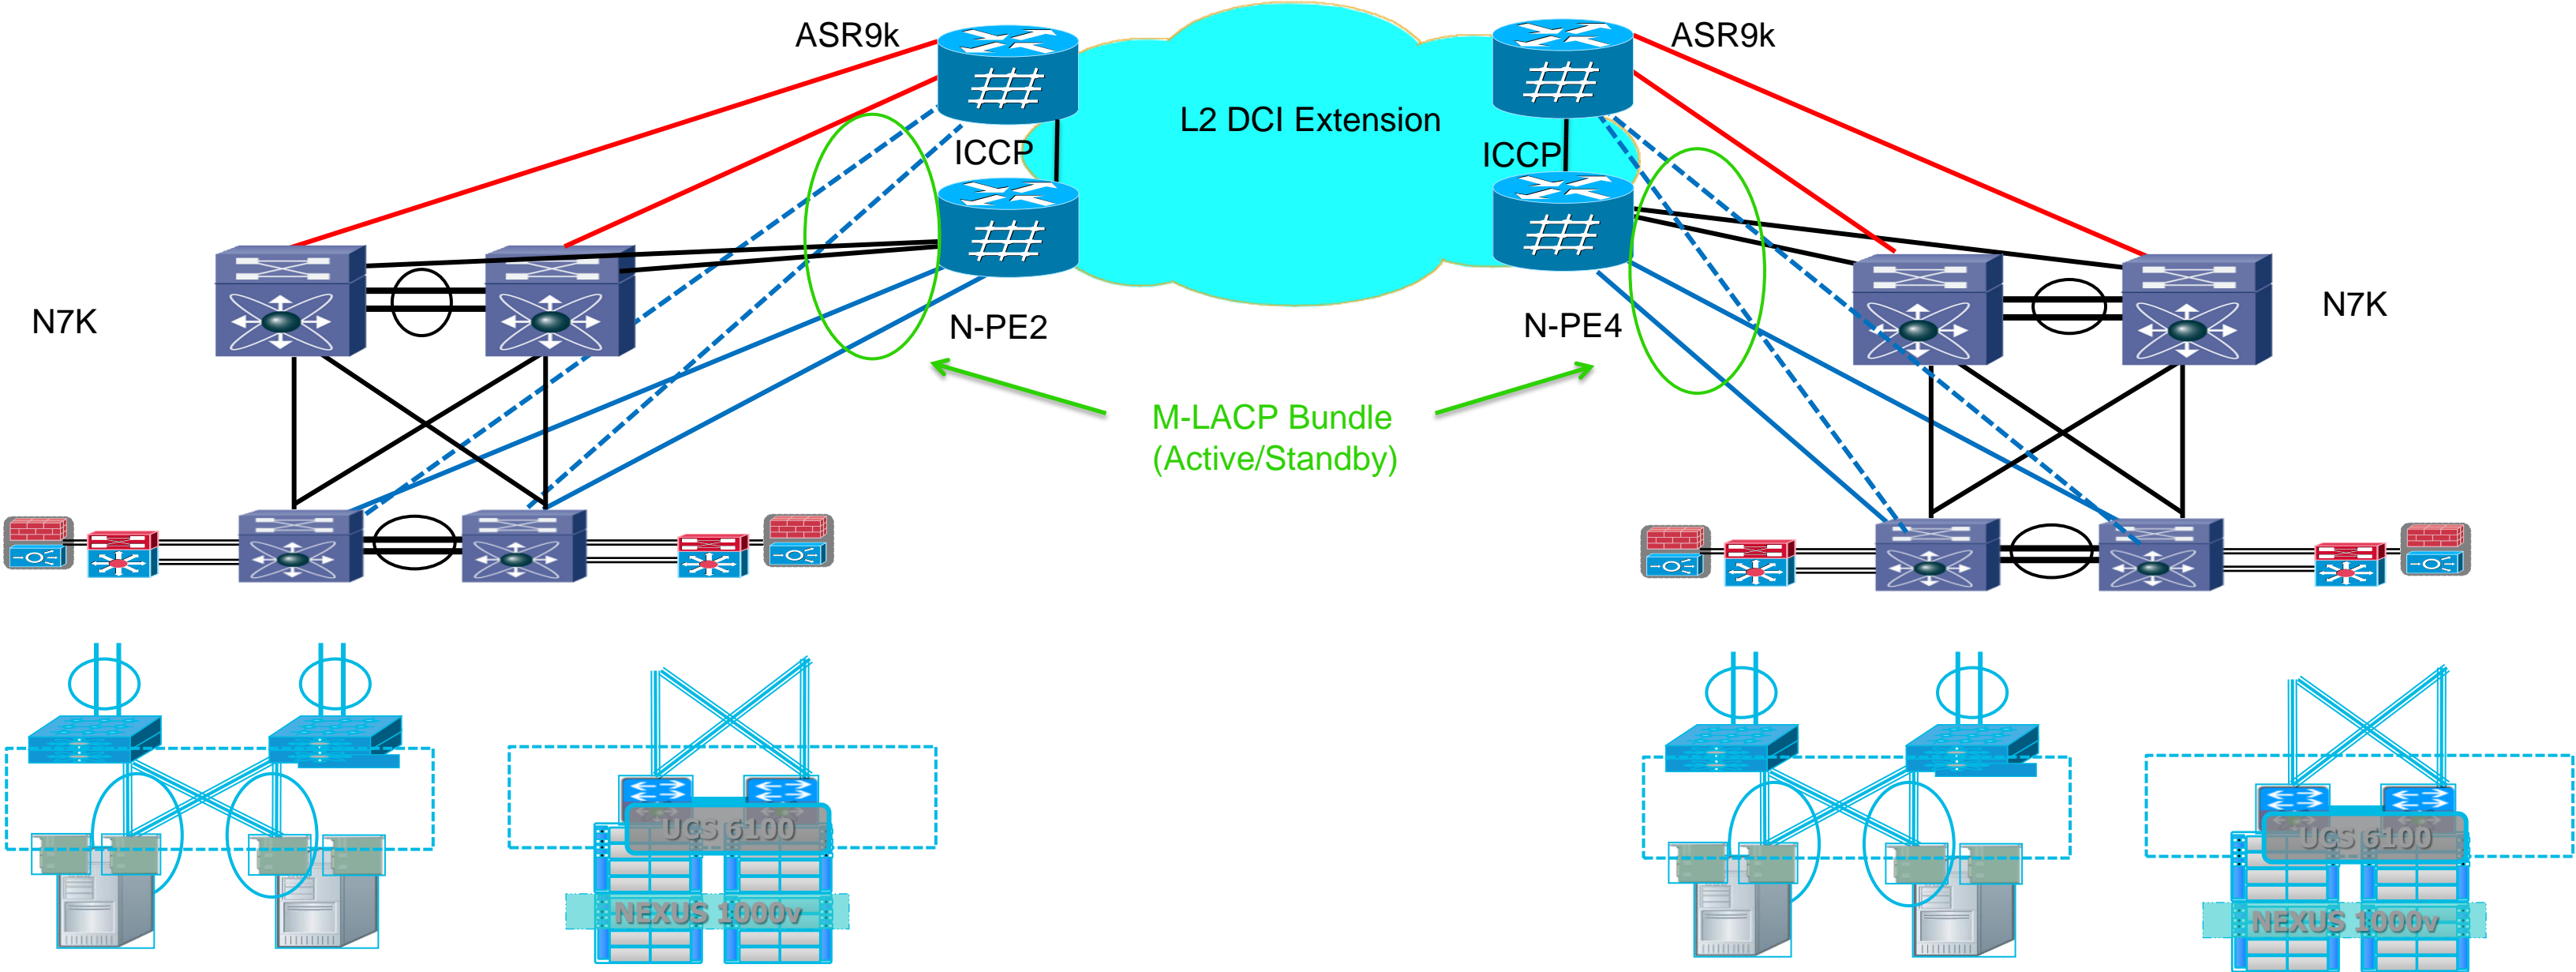 ASR9k
ASR9k
L2 DCI Extension
ICCP
ICCP
N7K
N-PE2
N-PE4
N7K
M-LACP Bundle
(Active/Standby)
UCS 6100
NEXUS 1000v
UCS 6100
NEXUS 1000v